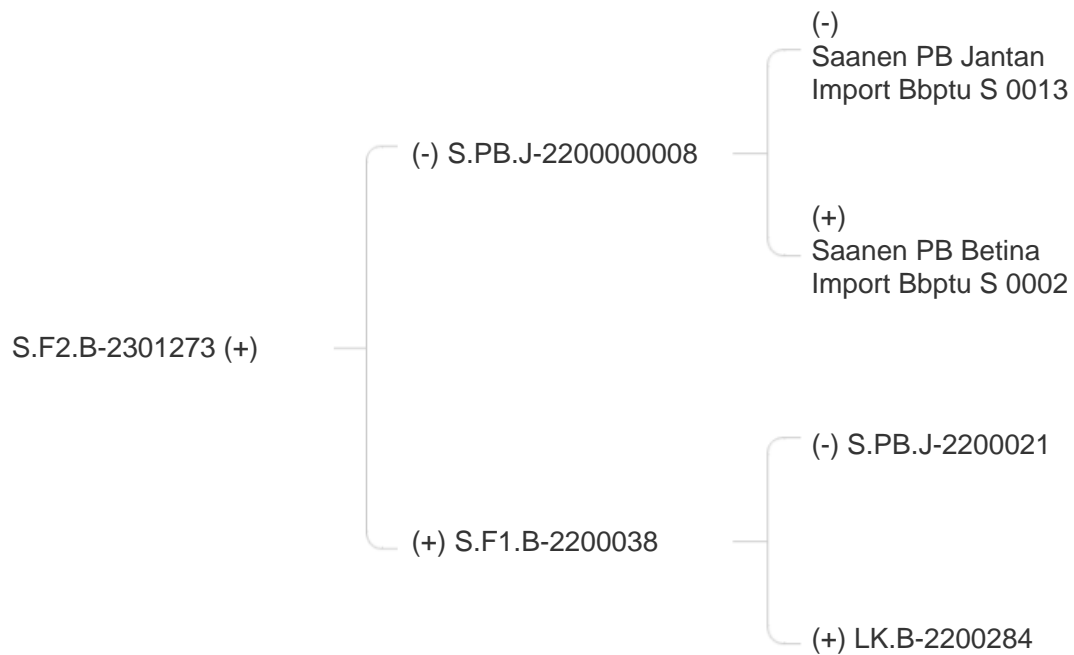 (-)
Saanen PB Jantan
Import Bbptu S 0013
(-) S.PB.J-2200000008
(+)
Saanen PB Betina
Import Bbptu S 0002
S.F2.B-2301273 (+)
(-) S.PB.J-2200021
(+) S.F1.B-2200038
(+) LK.B-2200284